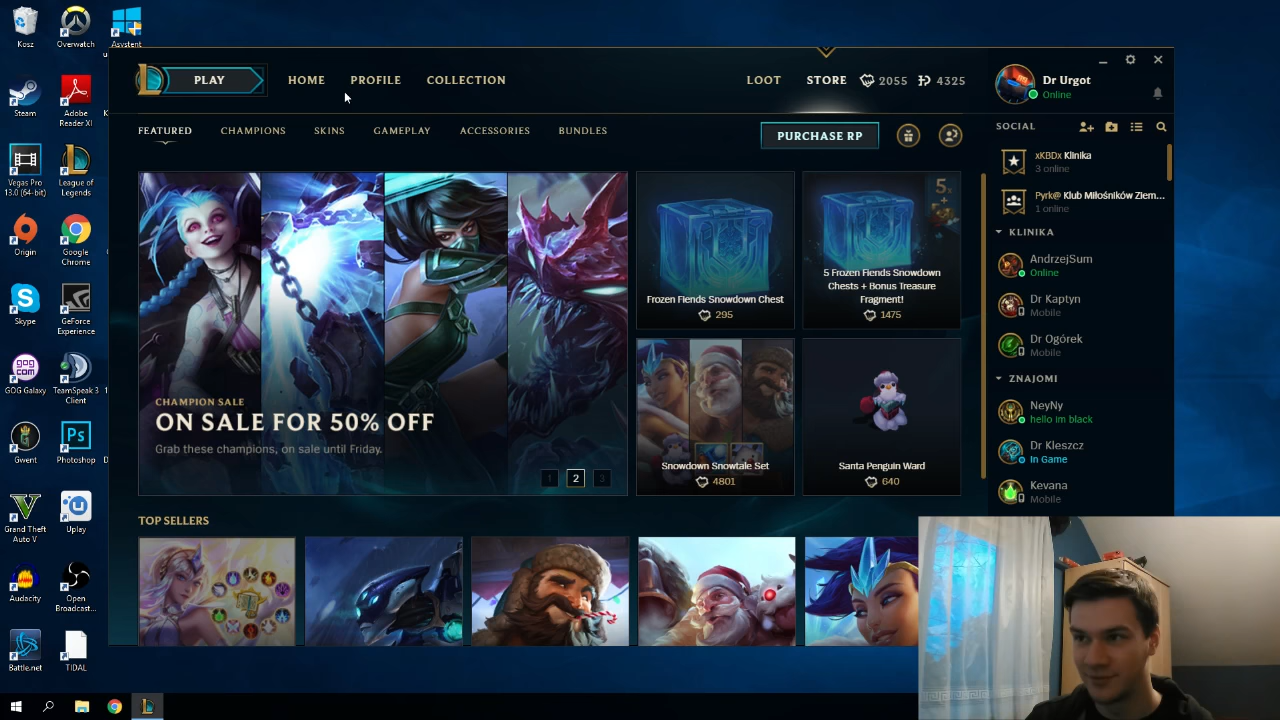 Kosz
Overwatch
Asystent
Steam
Adobe
Reader XI
Vegas Pro
13.0 (64-bit)
League of
Legends
Origin
Google
Chrome
Skype
GeForce
Experience
GOG Galaxy
TeamSpeak 3
Client
Gwent
Photoshop
Grand Theft
Auto V
Uplay
Audacity
Open
Broadcast...
Battle.net
TIDAL
PLAY
HOME
PROFILE
COLLECTION
LOOT
STORE
2055
4325
Dr Urgot
Online
FEATURED
CHAMPIONS
SKINS
GAMEPLAY
ACCESSORIES
BUNDLES
PURCHASE RP
CHAMPION SALE
ON SALE FOR 50% OFF
Grab these champions, on sale until Friday.
1 2 3
Frozen Fiends Snowdown Chest
295
5x
+
5 Frozen Fiends Snowdown
Chests + Bonus Treasure
Fragment!
1475
Snowdown Snowtale Set
4801
Santa Penguin Ward
640
TOP SELLERS
SOCIAL
xKBDx Klinika
3 online
Pyrk@ Klub Miłośników Ziem...
1 online
KLINIKA
AndrzejSum
Online
Dr Kaptyn
Mobile
Dr Ogórek
Mobile
ZNAJOMI
NeyNy
hello im black
Dr Kleszcz
In Game
Kevana
Mobile
Ps